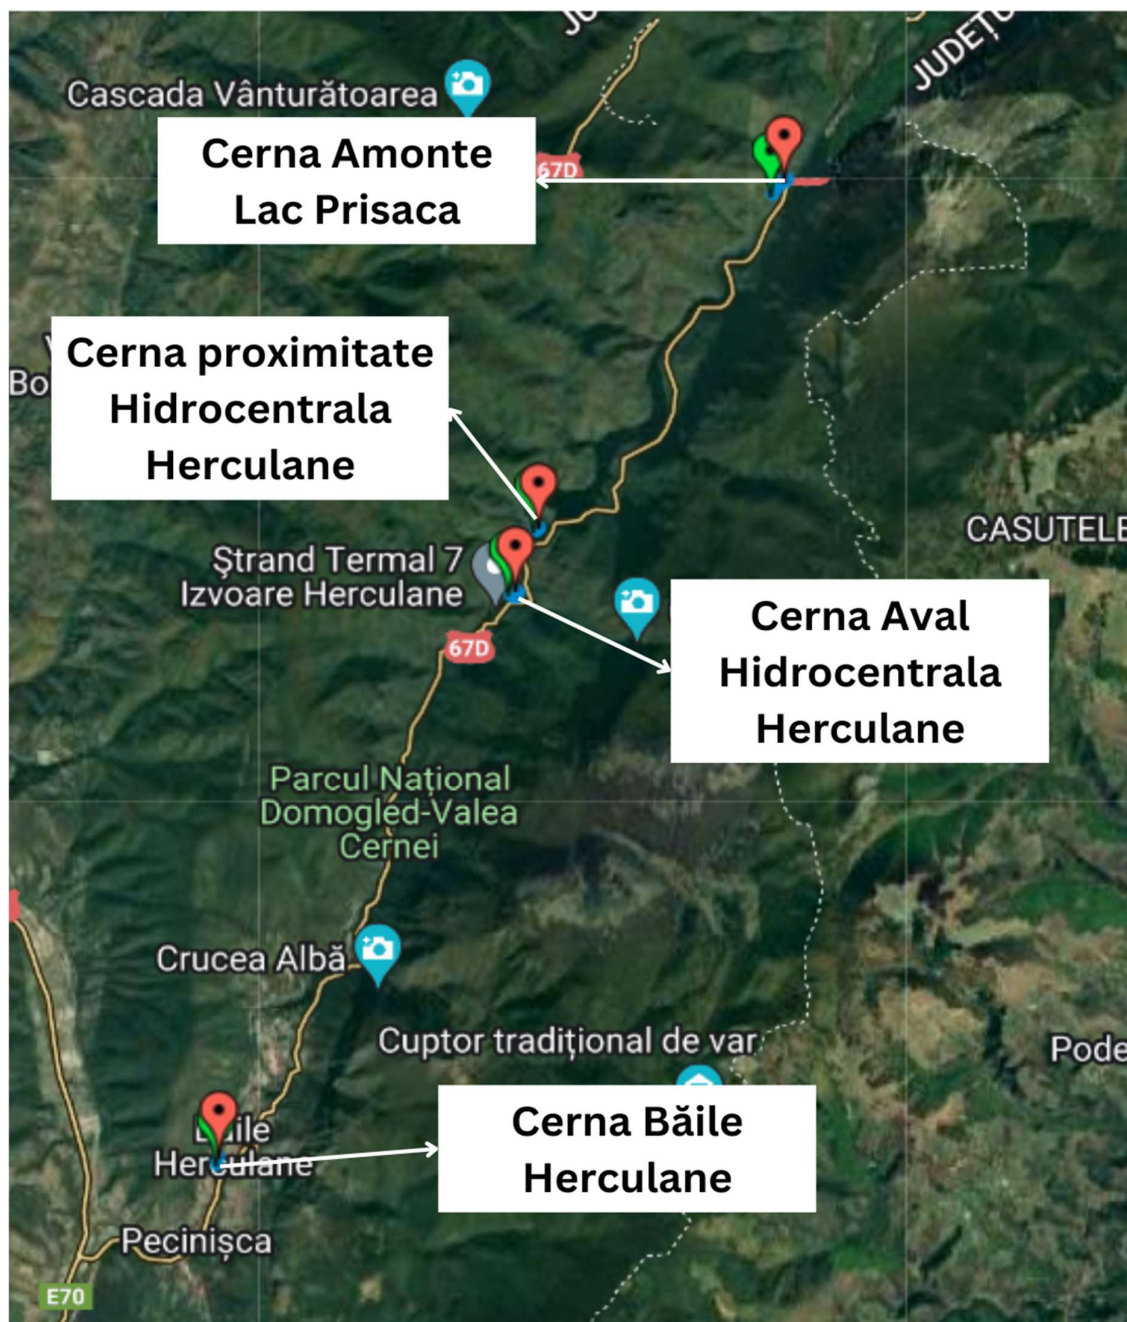 JUDEȚU
Cascada Vânturătoarea
Cerna Amonte
Lac Prisaca
67D
Cerna proximitate
Hidrocentrala
Herculane
Bo
CASUTELE
Ştrand Termal 7
Izvoare Herculane
67D
Cerna Aval
Hidrocentrala
Herculane
Parcul Național
Domogled-Valea
Cernei
Crucea Albă
Cuptor tradițional de var
Pode
Cerna Băile
Herculane
Herculane
Pecinișca
E70